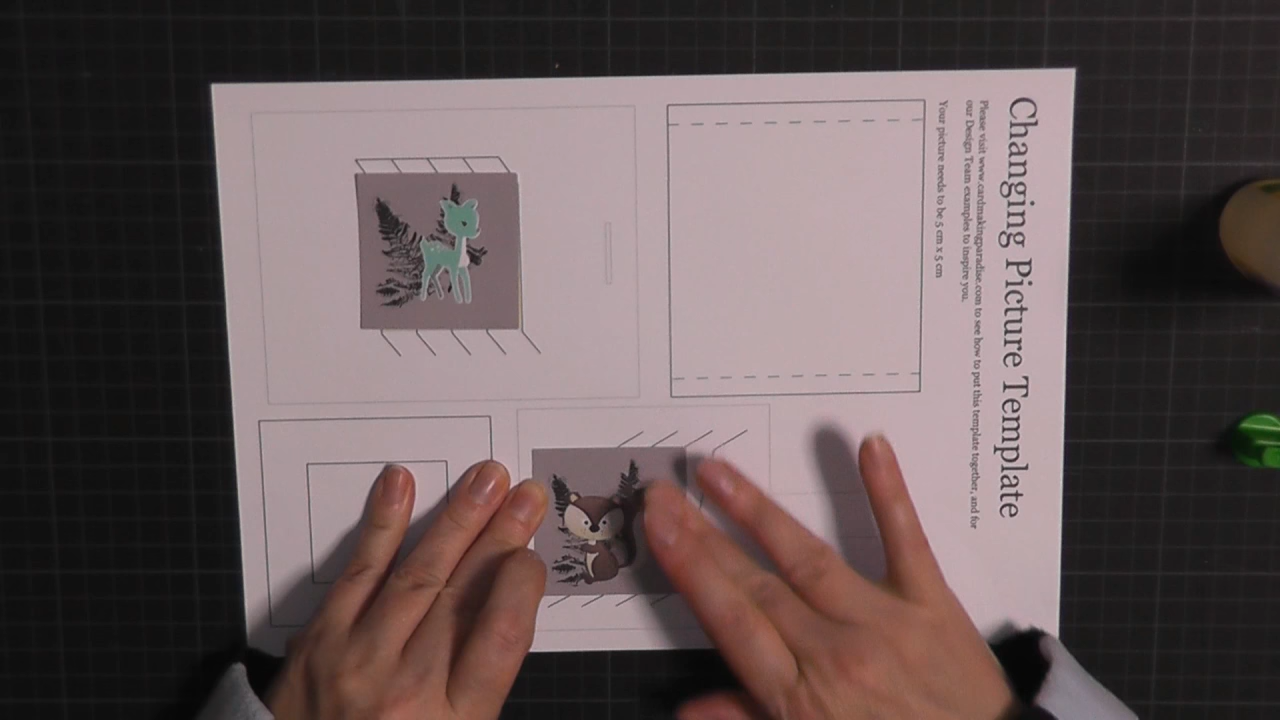 Changing Picture Template
Please visit www.cardmakingparadise.com to see how to put this template together, and for
our Design Team examples to inspire you.
Your picture needs to be 5 cm x 5 cm